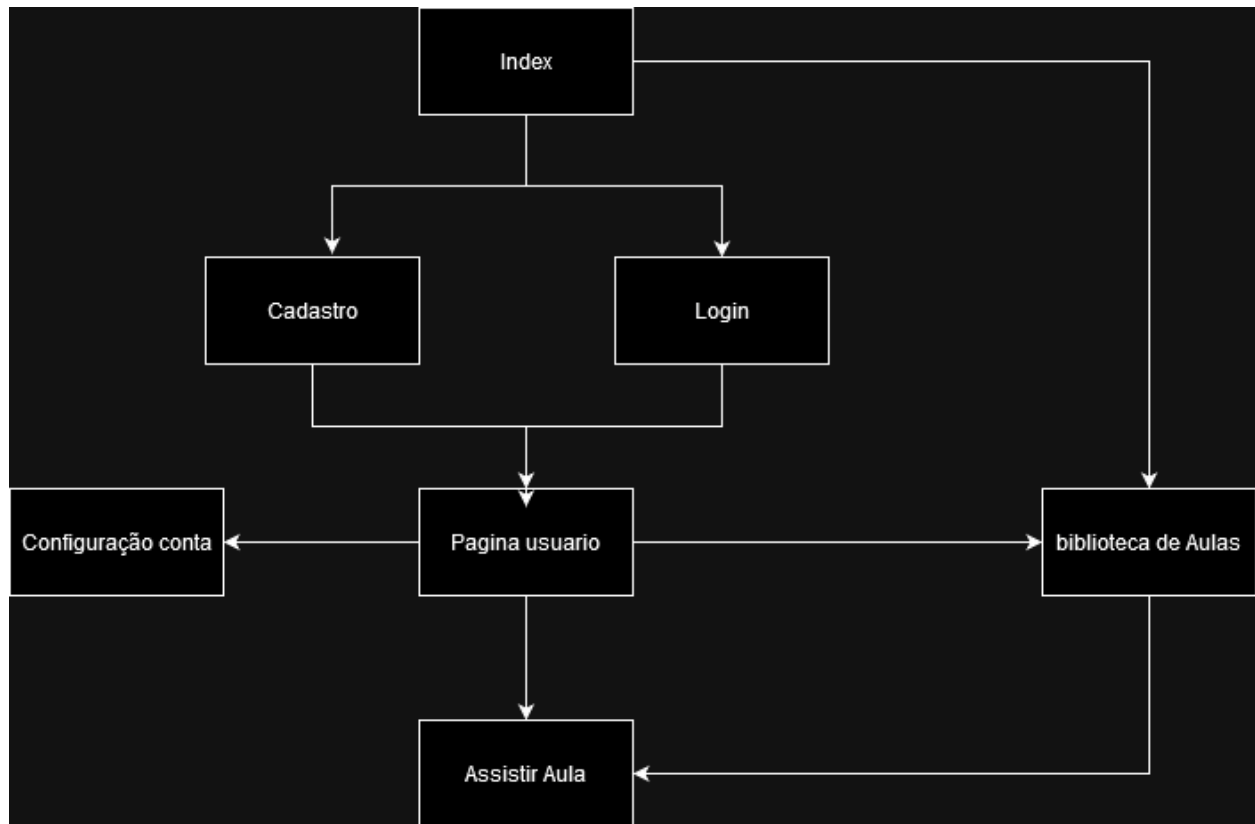 Index
Cadastro
Login
Configuração conta
Pagina usuario
biblioteca de Aulas
Assistir Aula